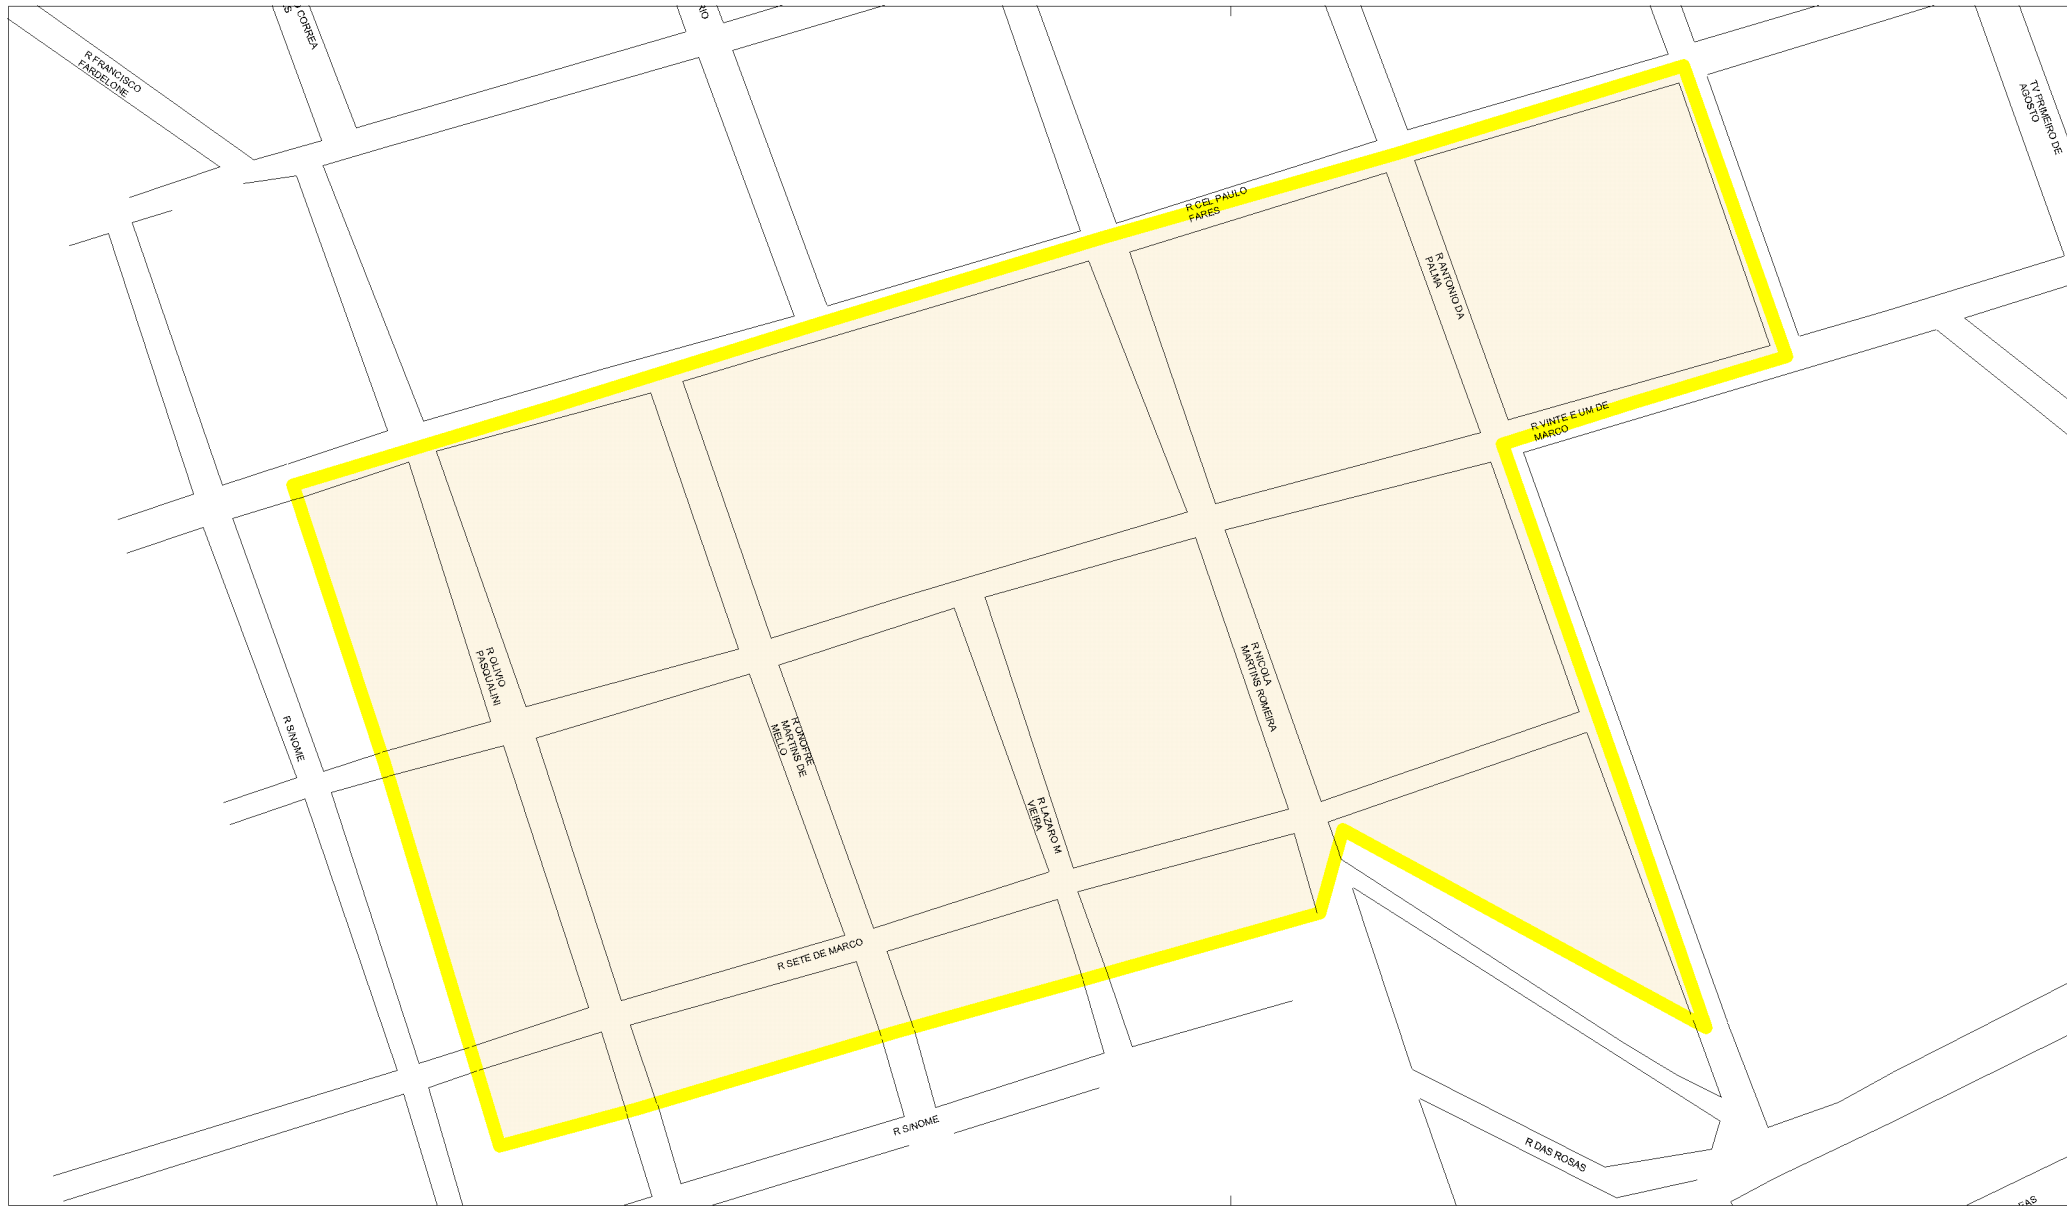 CORREA
R FRANCISCO
FARDELONE
TV PRIMEIRO DE
AGOSTO
R CEL PAULO
FARES
R ANTONIO DA
PALMA
R VINTE E UM DE
MARCO
R OLIVIO
PASQUALINI
R NICOLA
MARTINS ROMEIRA
R S/NOME
R ONOFRE
MARTINS DE
MELLO
R LAZARO M
VIEIRA
R SETE DE MARCO
R S/NOME
R DAS ROSAS